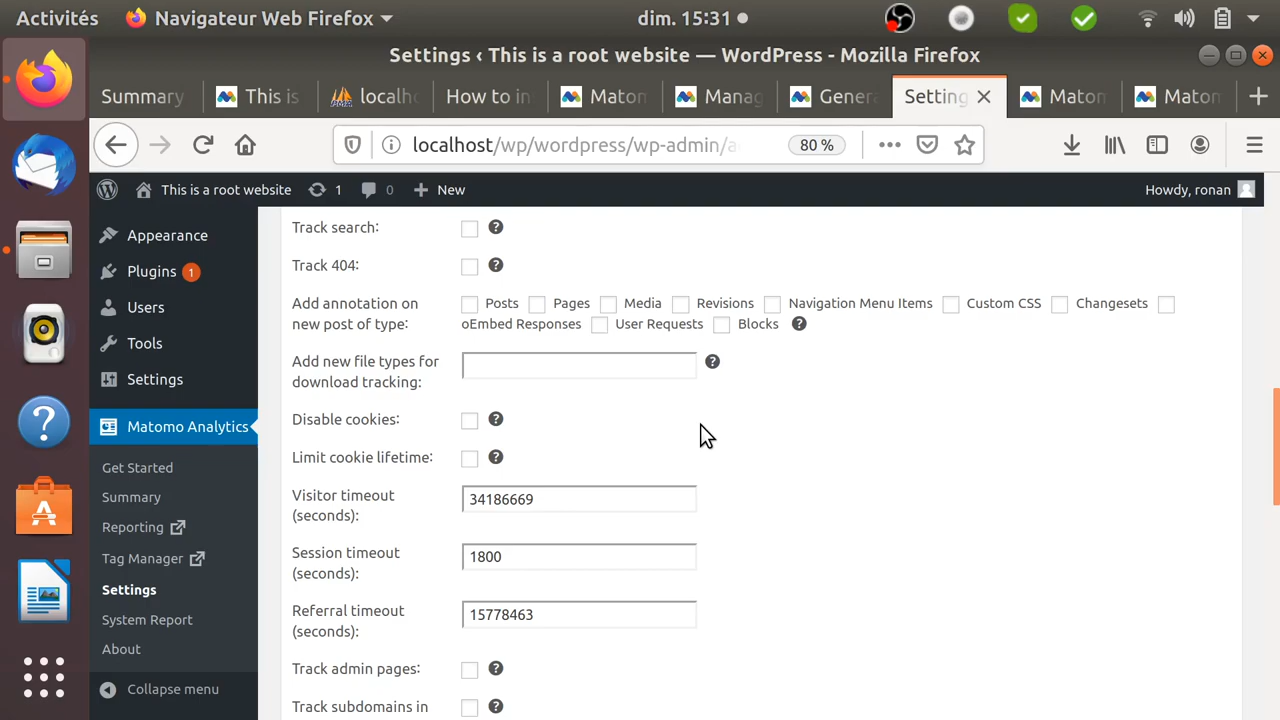 Activités
Navigateur Web Firefox
dim. 15:31
Settings ‹ This is a root website — WordPress - Mozilla Firefox
Summary
This is
localh
How to in
Matom
Manag
Genera
Setting
Matom
Matom
localhost/wp/wordpress/wp-admin/a
80 %
This is a root website
1
0
New
Howdy, ronan
Appearance
Plugins 1
Users
Tools
Settings
Matomo Analytics
Get Started
Summary
Reporting
Tag Manager
Settings
System Report
About
Collapse menu
Track search:
Track 404:
Add annotation on new post of type:
Posts Pages Media Revisions Navigation Menu Items Custom CSS Changesets
oEmbed Responses User Requests Blocks
Add new file types for
download tracking:
Disable cookies:
Limit cookie lifetime:
Visitor timeout
(seconds):
34186669
Session timeout
(seconds):
1800
Referral timeout
(seconds):
15778463
Track admin pages:
Track subdomains in